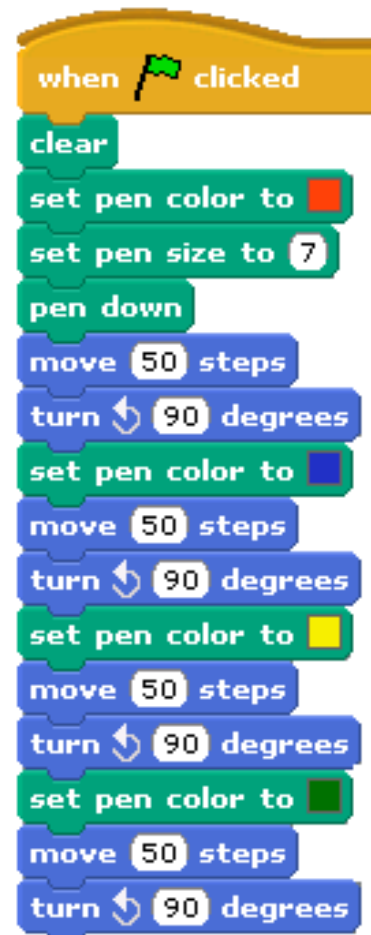 when clicked
clear
set pen color to
set pen size to 7
pen down
move 50 steps
turn 90 degrees
set pen color to
move 50 steps
turn 90 degrees
set pen color to
move 50 steps
turn 90 degrees
set pen color to
move 50 steps
turn 90 degrees